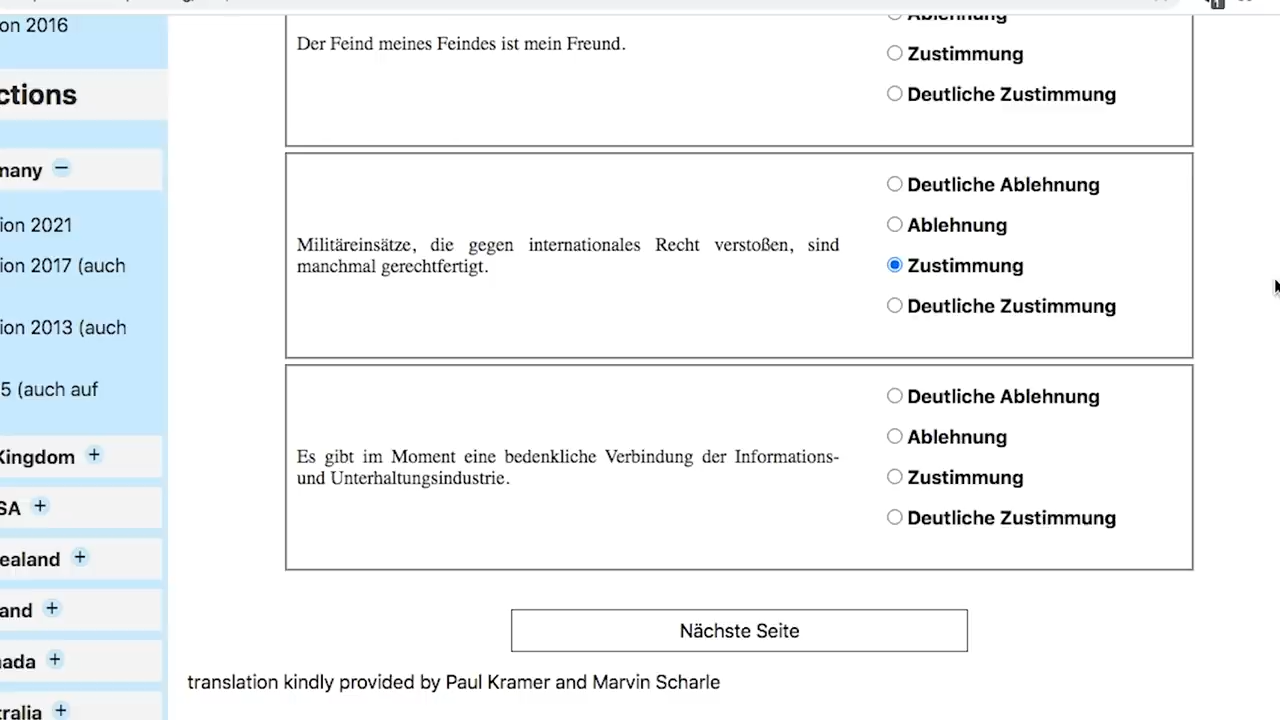 on 2016
ctions
many −
ion 2021
ion 2017 (auch
ion 2013 (auch
5 (auch auf
Kingdom +
SA +
ealand +
and +
nada +
tralia +
Ablehnung
Der Feind meines Feindes ist mein Freund.
Zustimmung
Deutliche Zustimmung
Deutliche Ablehnung
Ablehnung
Militäreinsätze, die gegen internationales Recht verstoßen, sind
manchmal gerechtfertigt.
Zustimmung
Deutliche Zustimmung
Deutliche Ablehnung
Ablehnung
Es gibt im Moment eine bedenkliche Verbindung der Informations-
und Unterhaltungsindustrie.
Zustimmung
Deutliche Zustimmung
Nächste Seite
translation kindly provided by Paul Kramer and Marvin Scharle